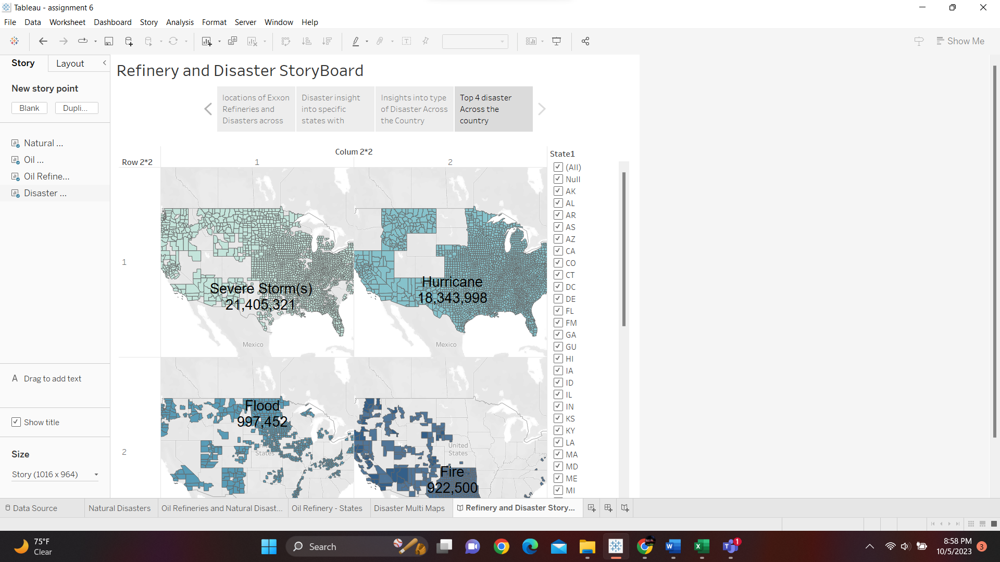 Tableau - assignment 6
File Data Worksheet Dashboard Story Analysis Format Server Window Help
Show Me
Story Layout
New story point
Blank Dupli...
Natural ...
Oil ...
Oil Refine...
Disaster ...
A Drag to add text
Show title
Size
Story (1016 x 964)
Refinery and Disaster StoryBoard
locations of Exxon
Refineries and
Disasters across
Disaster insight
into specific
states with
Insights into type
of Disaster Across
the Country
Top 4 disaster
Across the
country
Colum 2*2
Row 2*2 1 2
1
Severe Storm(s)
21,405,321
Mexico
Hurricane
18,343,998
Mexico
2
Flood
997,452
States
United
States
Fire
922,500
State1
(All)
Null
AK
AL
AR
AS
AZ
CA
CO
CT
DC
DE
FL
FM
GA
GU
HI
IA
ID
IL
IN
KS
KY
LA
MA
MD
ME
MI
Data Source Natural Disasters Oil Refineries and Natural Disast... Oil Refinery - States Disaster Multi Maps Refinery and Disaster Story...
75°F
Clear
Search
1
8:58 PM
10/5/2023
3